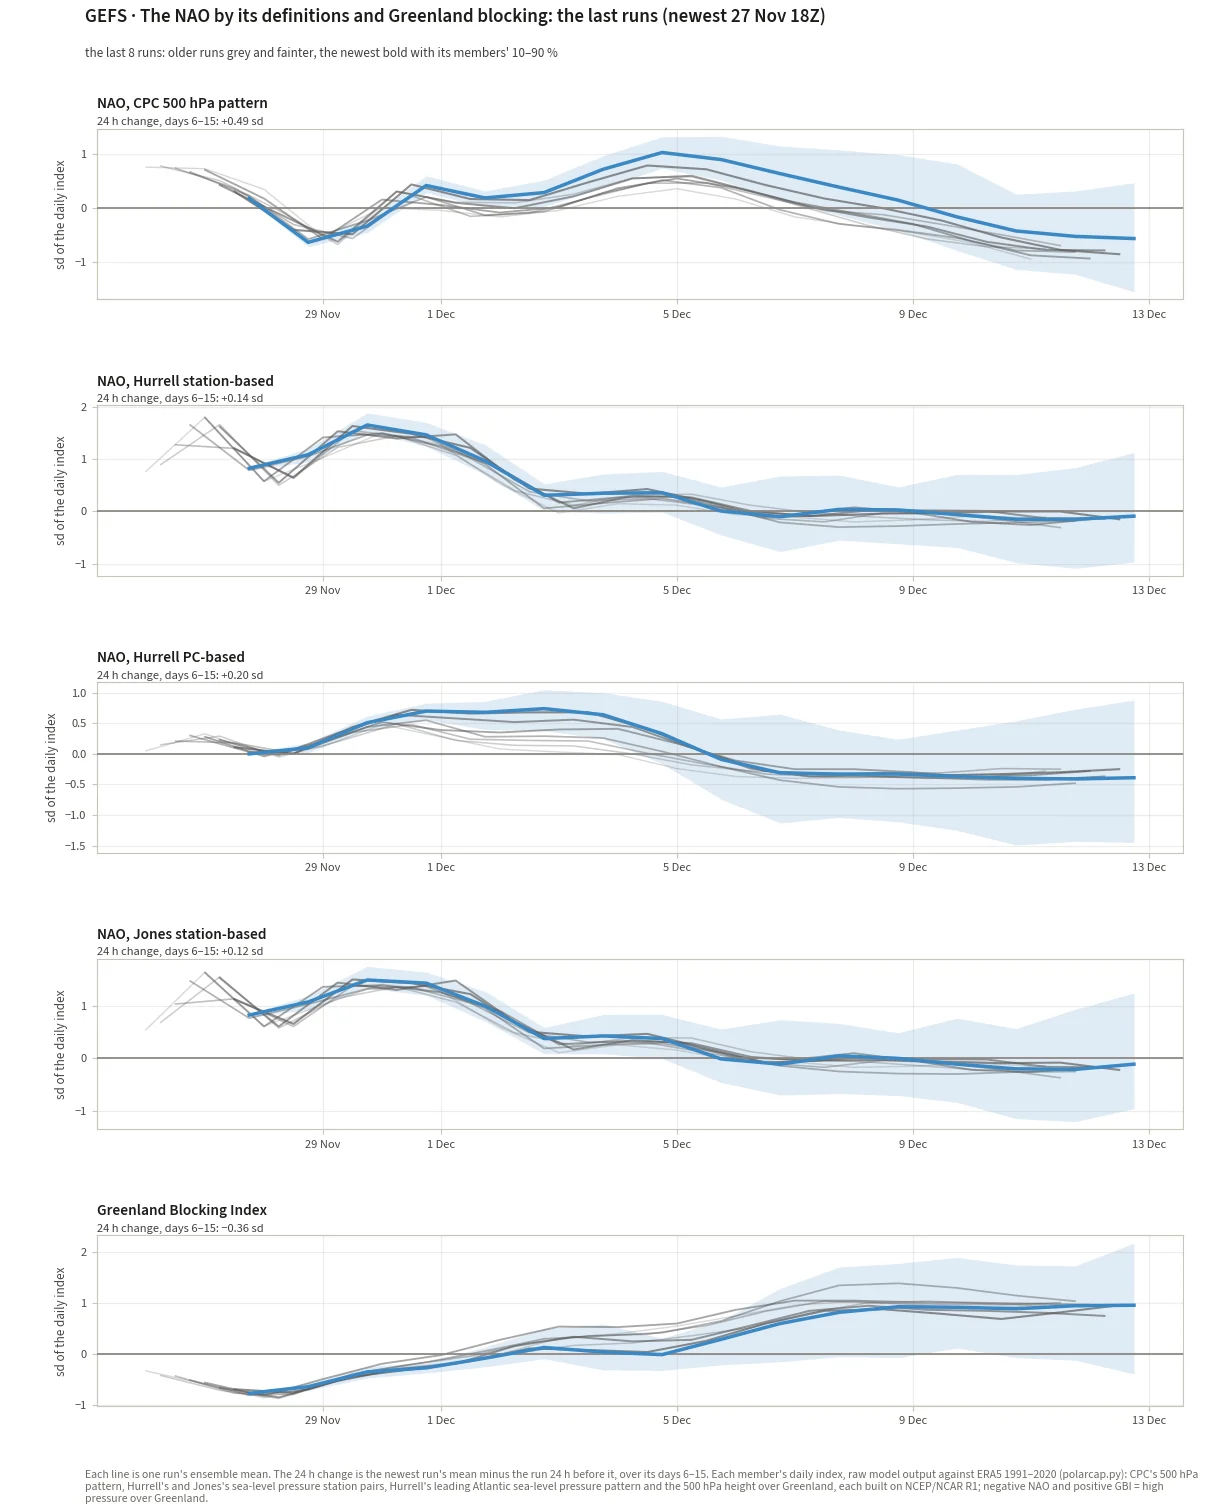 GEFS · The NAO by its definitions and Greenland blocking: the last runs (newest 27 Nov 18Z)
the last 8 runs: older runs grey and fainter, the newest bold with its members' 10–90 %
NAO, CPC 500 hPa pattern
24 h change, days 6–15: +0.49 sd
sd of the daily index
1
0
−1
29 Nov
1 Dec
5 Dec
9 Dec
13 Dec
NAO, Hurrell station-based
24 h change, days 6–15: +0.14 sd
sd of the daily index
2
1
0
−1
29 Nov
1 Dec
5 Dec
9 Dec
13 Dec
NAO, Hurrell PC-based
24 h change, days 6–15: +0.20 sd
sd of the daily index
1.0
0.5
0.0
−0.5
−1.0
−1.5
29 Nov
1 Dec
5 Dec
9 Dec
13 Dec
NAO, Jones station-based
24 h change, days 6–15: +0.12 sd
sd of the daily index
1
0
−1
29 Nov
1 Dec
5 Dec
9 Dec
13 Dec
Greenland Blocking Index
24 h change, days 6–15: −0.36 sd
sd of the daily index
2
1
0
−1
29 Nov
1 Dec
5 Dec
9 Dec
13 Dec
Each line is one run's ensemble mean. The 24 h change is the newest run's mean minus the run 24 h before it, over its days 6–15. Each member's daily index, raw model output against ERA5 1991–2020 (polarcap.py): CPC's 500 hPa
pattern, Hurrell's and Jones's sea-level pressure station pairs, Hurrell's leading Atlantic sea-level pressure pattern and the 500 hPa height over Greenland, each built on NCEP/NCAR R1; negative NAO and positive GBI = high
pressure over Greenland.